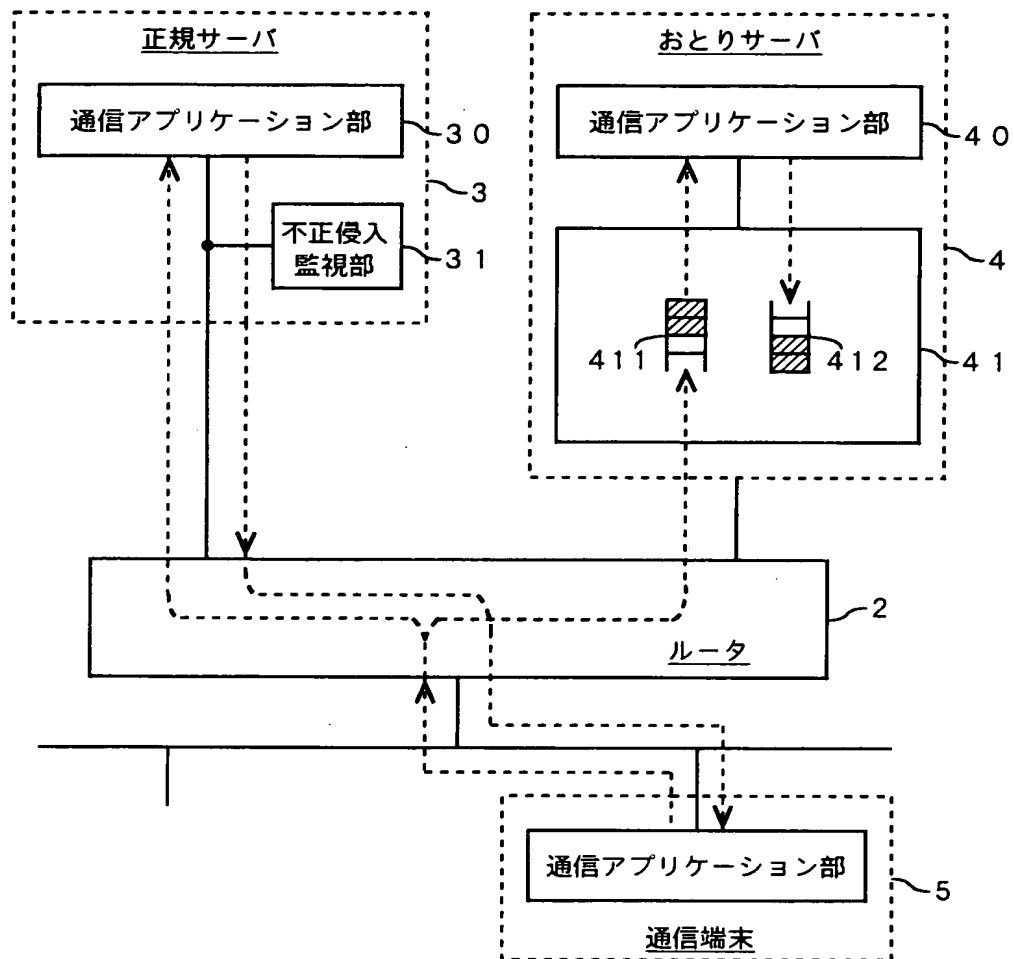 正規サーバ
通信アプリケーション部
30
3
不正侵入
監視部
31
おとりサーバ
通信アプリケーション部
40
4
411
412
41
2
ルータ
通信アプリケーション部
5
通信端末